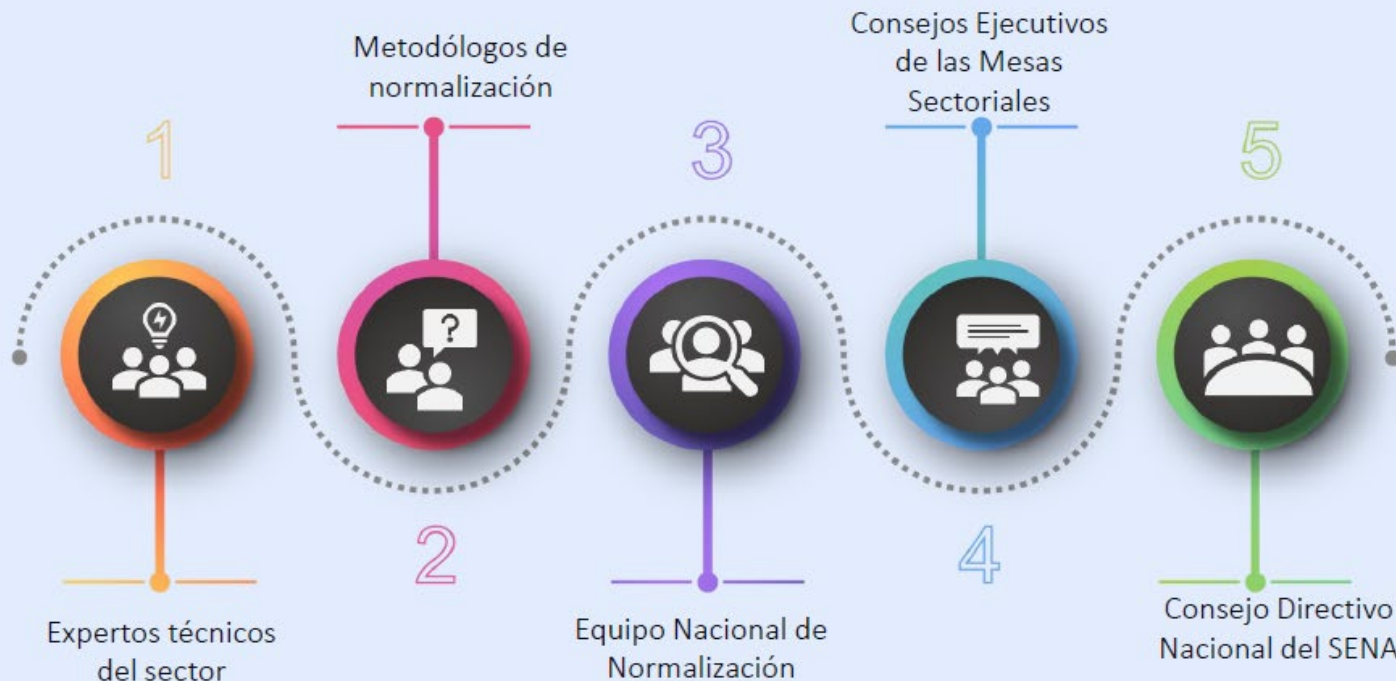 1
Expertos técnicos
del sector
Metodólogos de
normalización
2
3
Equipo Nacional de
Normalización
Consejos Ejecutivos
de las Mesas
Sectoriales
4
5
Consejo Directivo
Nacional del SENA
?